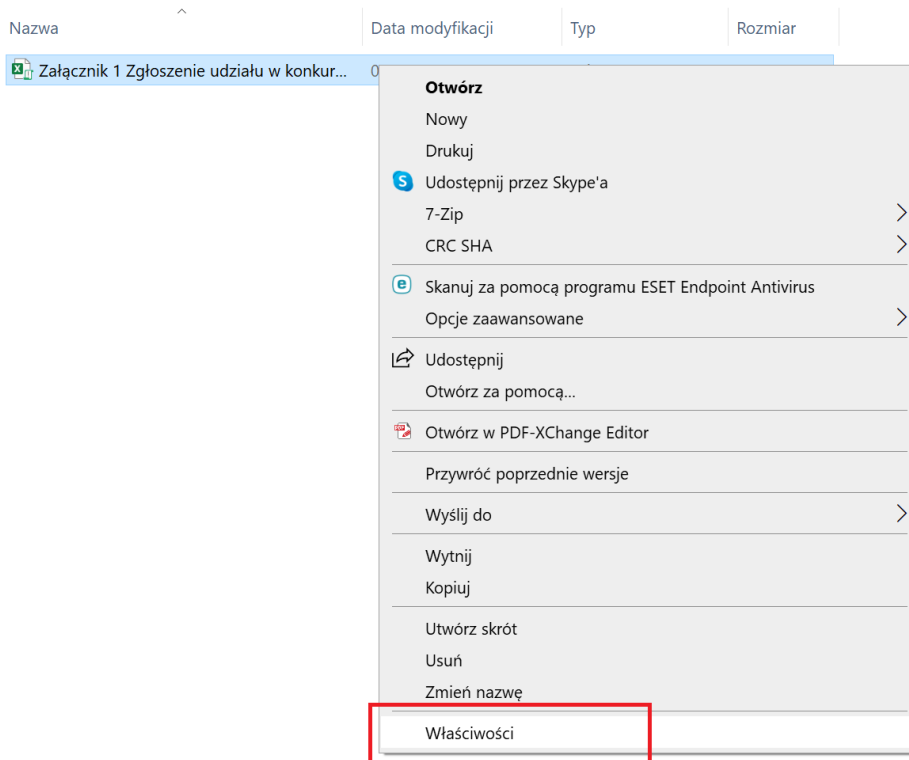 Nazwa Data modyfikacji Typ Rozmiar
Załącznik 1 Zgłoszenie udziału w konkur... 0
Otwórz
Nowy
Drukuj
Udostępnij przez Skype'a
7-Zip
CRC SHA
Skanuj za pomocą programu ESET Endpoint Antivirus
Opcje zaawansowane
Udostępnij
Otwórz za pomocą...
Otwórz w PDF-XChange Editor
Przywróć poprzednie wersje
Wyślij do
Wytnij
Kopiuj
Utwórz skrót
Usuń
Zmień nazwę
Właściwości